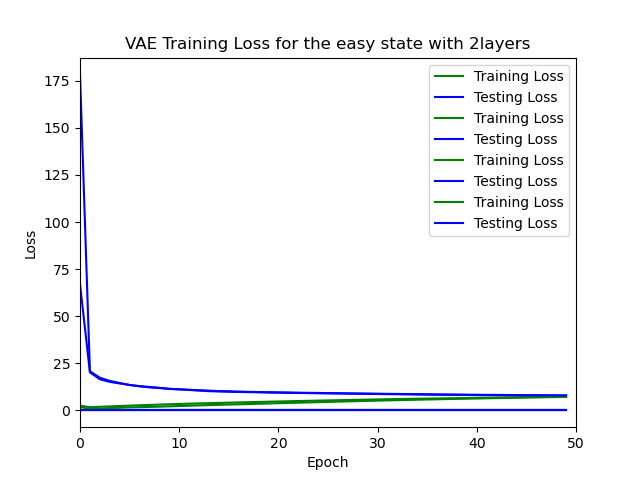 VAE Training Loss for the easy state with 2layers
Training Loss
Testing Loss
Training Loss
Testing Loss
Training Loss
Testing Loss
Training Loss
Testing Loss
175
150
125
100
75
50
25
0
Loss
0 10 20 30 40 50
Epoch